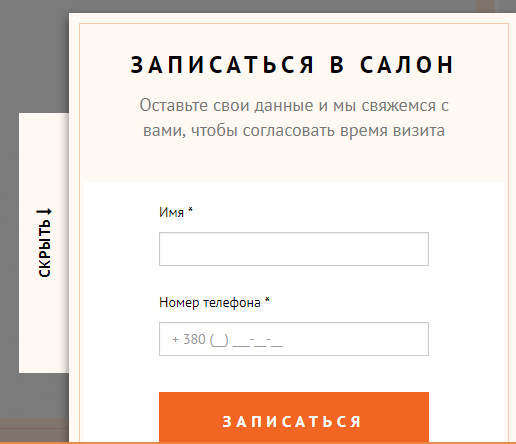 ЗАПИСАТЬСЯ В САЛОН
Оставьте свои данные и мы свяжемся с
вами, чтобы согласовать время визита
СКРЫТЬ ↓
Имя *
Номер телефона *
+ 380 (__) ___-__-__
ЗАПИСАТЬСЯ